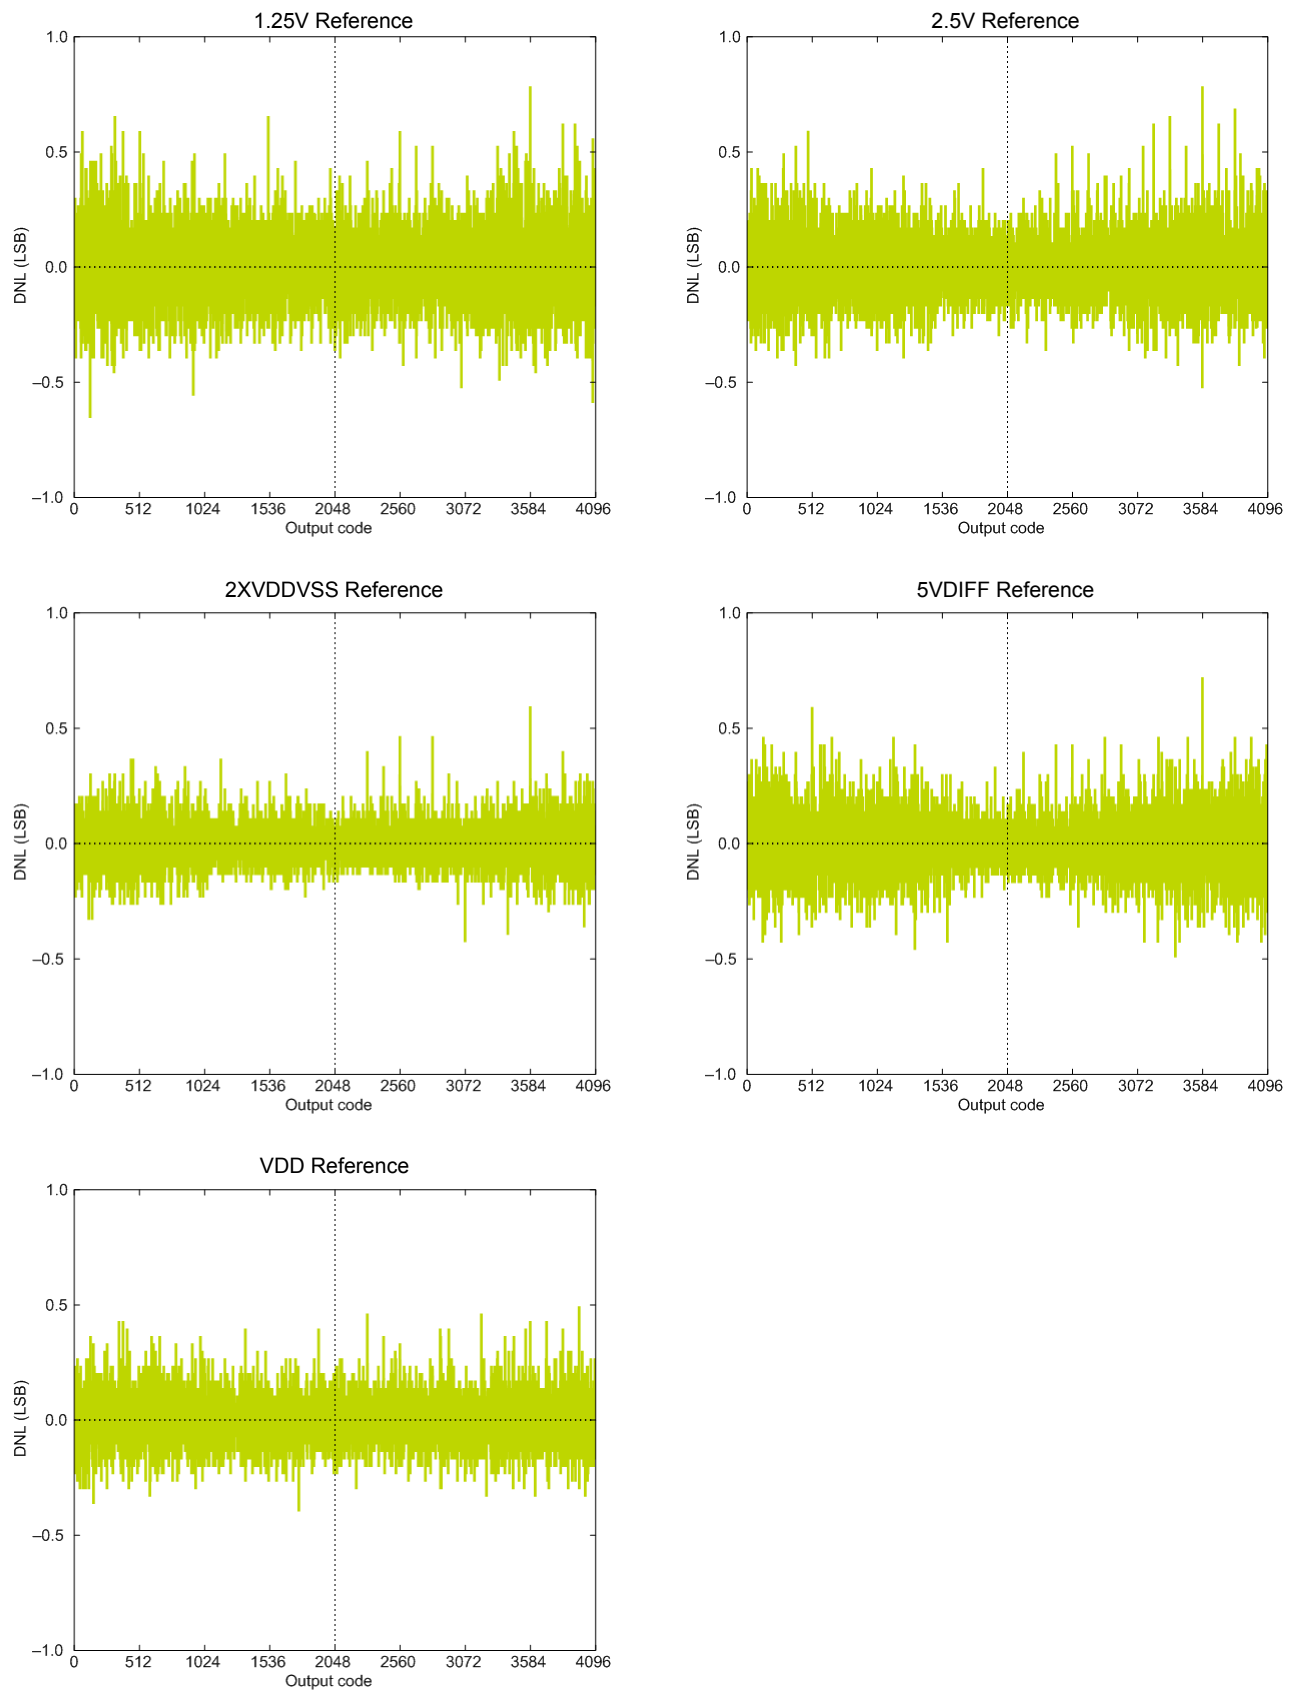 1.25V Reference
1.0
0.5
0.0
–0.5
–1.0
DNL (LSB)
0 512 1024 1536 2048 2560 3072 3584 4096
Output code
2.5V Reference
1.0
0.5
0.0
–0.5
–1.0
DNL (LSB)
0 512 1024 1536 2048 2560 3072 3584 4096
Output code
2XVDDVSS Reference
1.0
0.5
0.0
–0.5
–1.0
DNL (LSB)
0 512 1024 1536 2048 2560 3072 3584 4096
Output code
5VDIFF Reference
1.0
0.5
0.0
–0.5
–1.0
DNL (LSB)
0 512 1024 1536 2048 2560 3072 3584 4096
Output code
VDD Reference
1.0
0.5
0.0
–0.5
–1.0
DNL (LSB)
0 512 1024 1536 2048 2560 3072 3584 4096
Output code